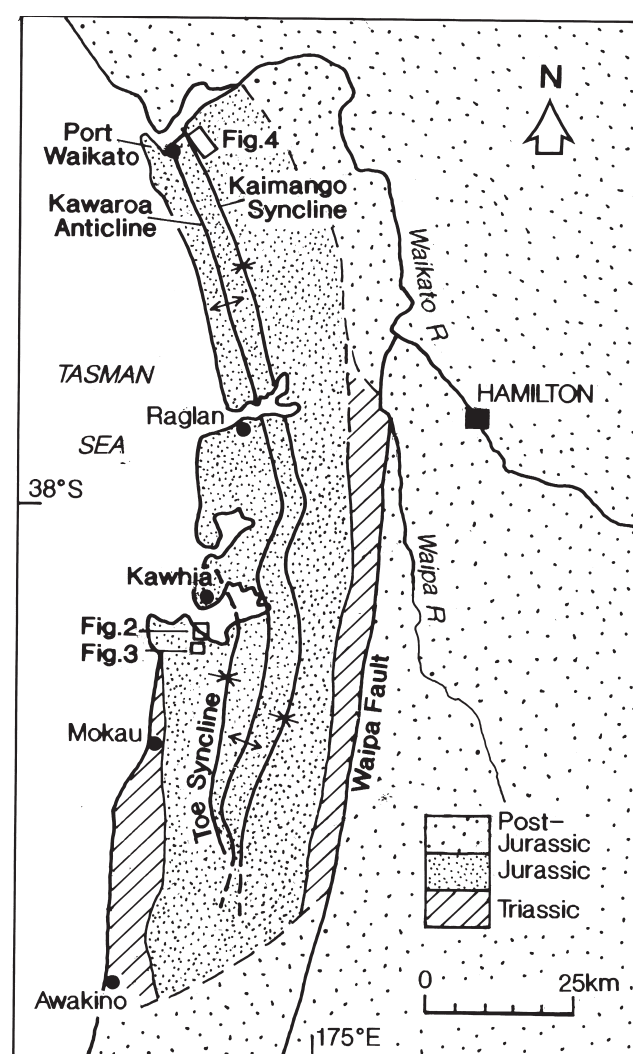 N
Port
Waikato
Fig.4
Kaimango
Syncline
Kawaroa
Anticline
Waikato R
TASMAN
SEA
HAMILTON
Raglan
38°S
Waipa R
Kawhia
Fig.2
Fig.3
Waipa Fault
Mokau
Toe Syncline
Post-
Jurassic
Jurassic
Triassic
0 25km
Awakino
175°E